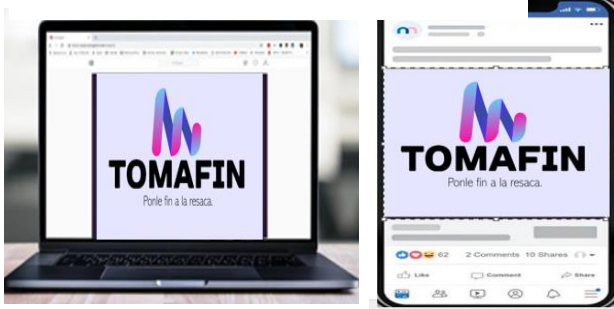 TOMAFIN
Ponle fin a la resaca.
TOMAFIN
Ponle fin a la resaca.
62
2 Comments
10 Shares
Like
Comment
Share